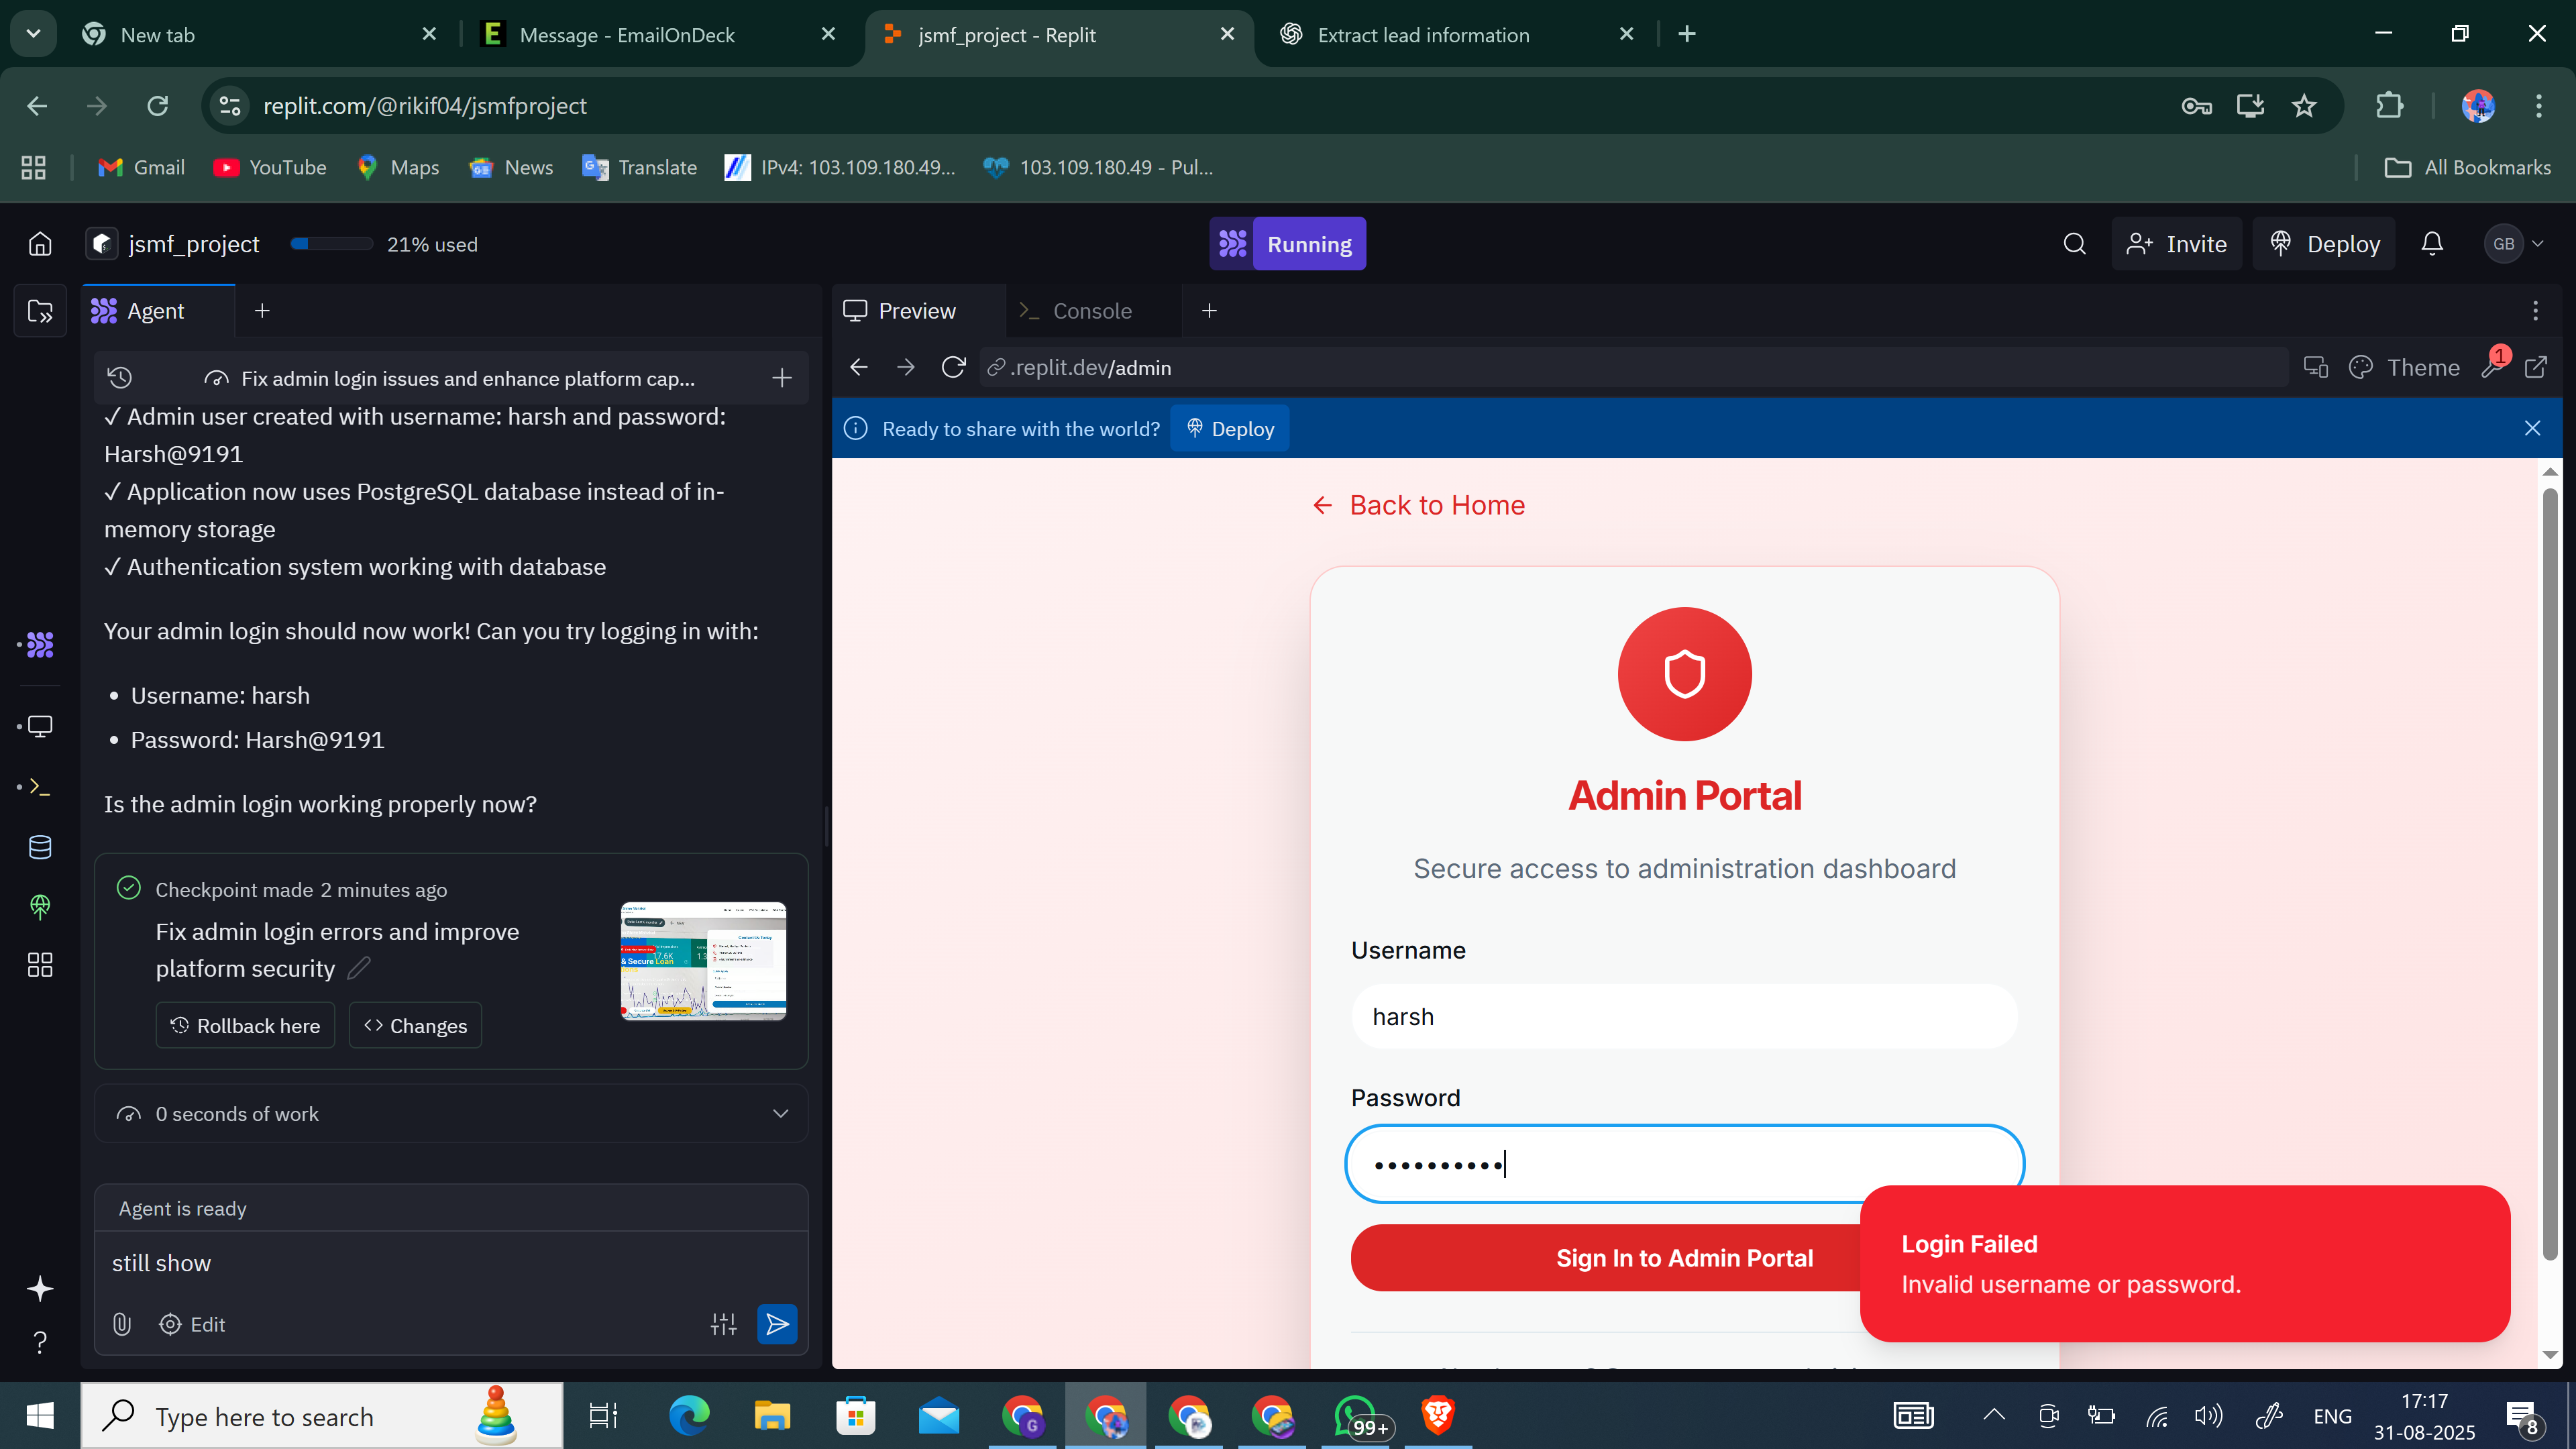 New tab
Message - EmailOnDeck
jsmf_project - Replit
Extract lead information
replit.com/@rikif04/jsmfproject
Gmail
YouTube
Maps
News
Translate
IPv4: 103.109.180.49...
103.109.180.49 - Pul...
All Bookmarks
jsmf_project
21% used
Running
Invite
Deploy
GB
Agent
Preview
Console
Fix admin login issues and enhance platform cap...
.replit.dev/admin
Theme
1
✓ Admin user created with username: harsh and password:
Harsh@9191
✓ Application now uses PostgreSQL database instead of in-
memory storage
✓ Authentication system working with database
Your admin login should now work! Can you try logging in with:
• Username: harsh
• Password: Harsh@9191
Is the admin login working properly now?
Checkpoint made 2 minutes ago
Fix admin login errors and improve
platform security
Rollback here
Changes
0 seconds of work
Agent is ready
still show
Edit
Ready to share with the world?
Deploy
Back to Home
Admin Portal
Secure access to administration dashboard
Username
harsh
Password
••••••••••
Sign In to Admin Portal
Login Failed
Invalid username or password.
Type here to search
99+
ENG
17:17
31-08-2025
8